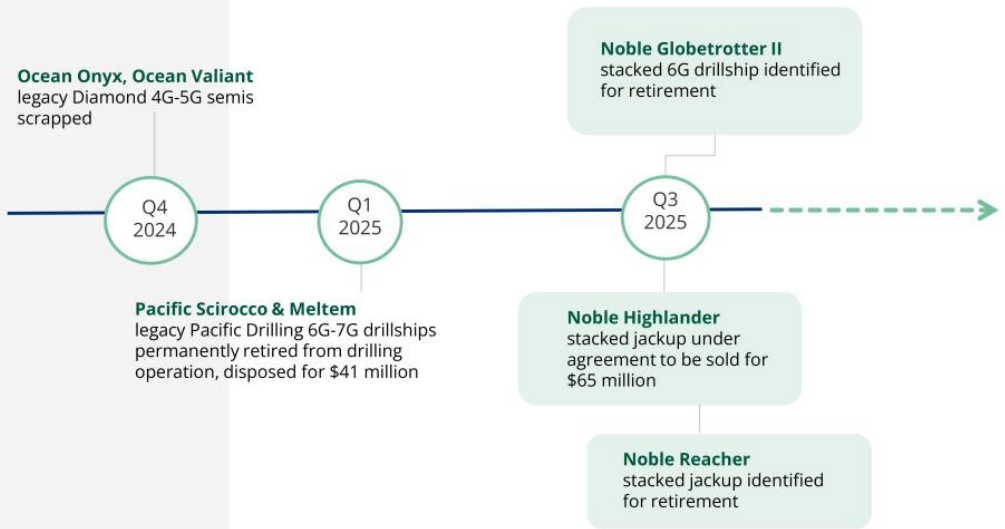 Ocean Onyx, Ocean Valiant
legacy Diamond 4G-5G semis
scrapped
Noble Globetrotter II
stacked 6G drillship identified
for retirement
Q4
2024
Q1
2025
Q3
2025
Pacific Scirocco & Meltem
legacy Pacific Drilling 6G-7G drillships
permanently retired from drilling
operation, disposed for $41 million
Noble Highlander
stacked jackup under
agreement to be sold for
$65 million
Noble Reacher
stacked jackup identified
for retirement